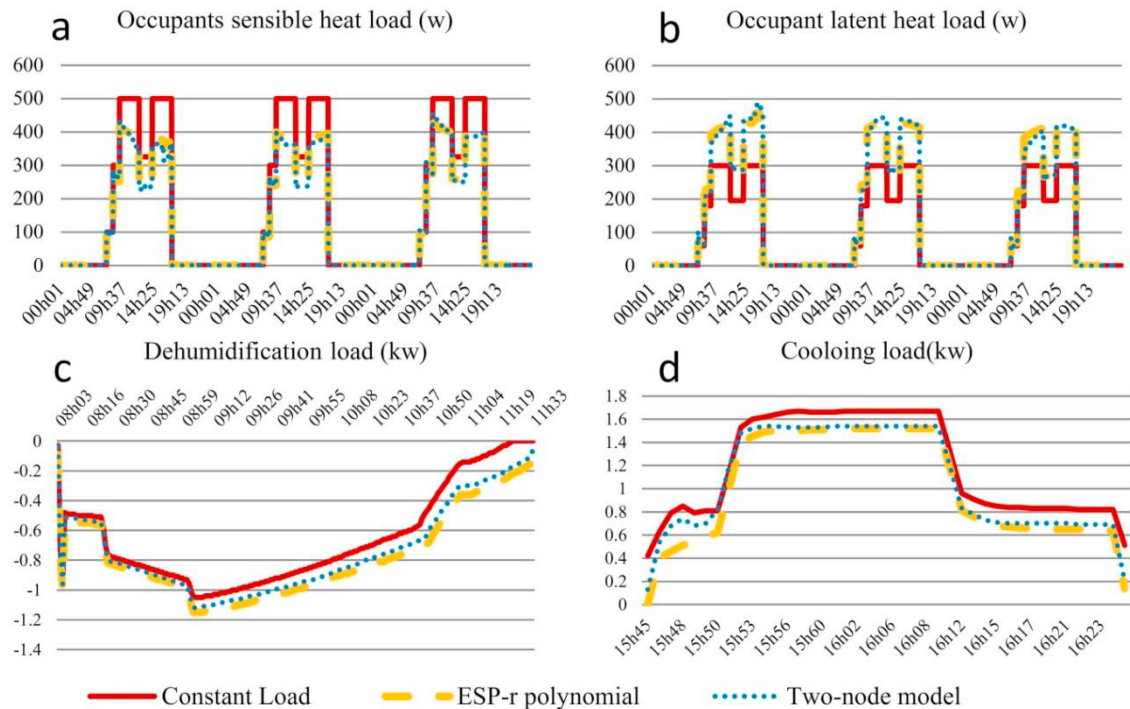 a
Occupants sensible heat load (w)
600
500
400
300
200
100
0
00h01 04h49 09h37 14h25 19h13 00h01 04h49 09h37 14h25 19h13 00h01 04h49 09h37 14h25 19h13
b
Occupant latent heat load (w)
600
500
400
300
200
100
0
00h01 04h49 09h37 14h25 19h13 00h01 04h49 09h37 14h25 19h13 00h01 04h49 09h37 14h25 19h13
Dehumidification load (kw)
c
08h03 08h16 08h30 08h45 08h59 09h12 09h26 09h41 09h55 10h08 10h23 10h37 10h50 11h04 11h19 11h33
0
-0.2
-0.4
-0.6
-0.8
-1
-1.2
-1.4
Cooloing load(kw)
d
1.8
1.6
1.4
1.2
1
0.8
0.6
0.4
0.2
0
15h45 15h48 15h50 15h53 15h56 15h60 16h02 16h06 16h08 16h12 16h15 16h17 16h21 16h23
Constant Load ESP-r polynomial Two-node model